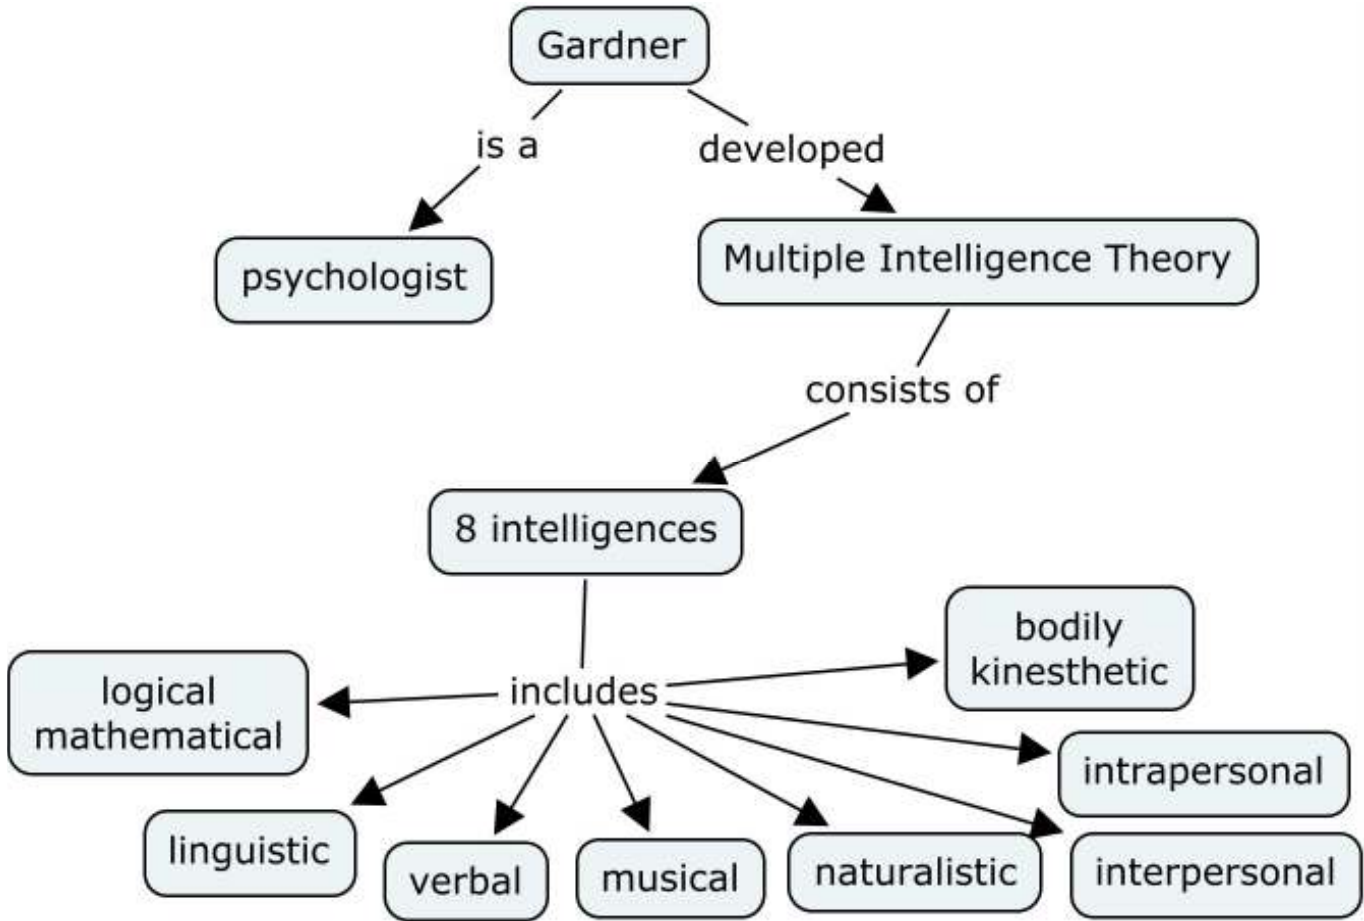 Gardner
is a
developed
psychologist
Multiple Intelligence Theory
consists of
8 intelligences
includes
bodily
kinesthetic
logical
mathematical
intrapersonal
linguistic
verbal
musical
naturalistic
interpersonal